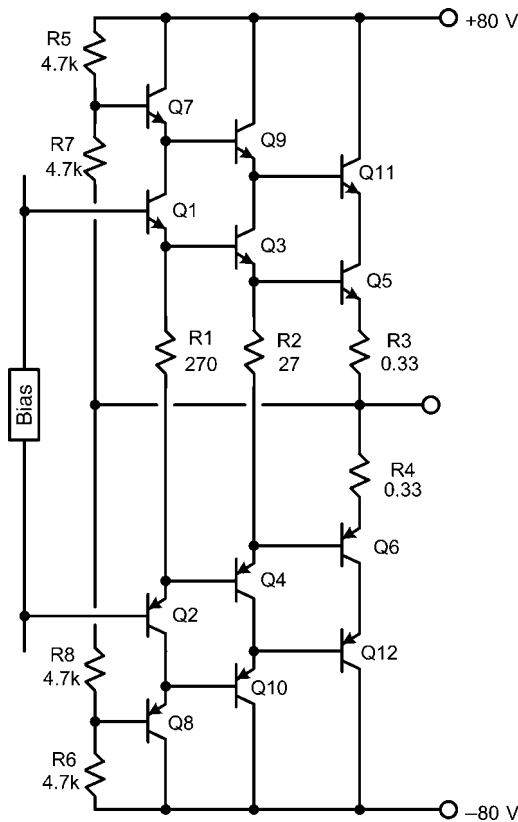 R5
4.7k
+80 V
Q7
Q9
R7
4.7k
Q11
Q1
Q3
Q5
R1
270
R2
27
R3
0.33
Bias
R4
0.33
Q6
Q4
Q2
Q12
R8
4.7k
Q10
Q8
R6
4.7k
–80 V